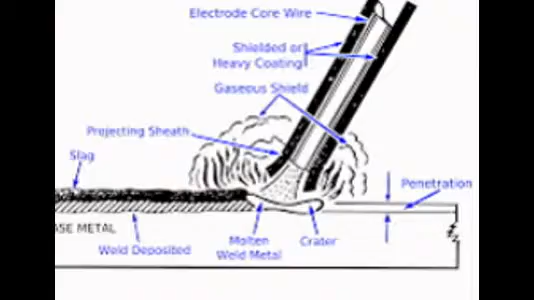 Electrode Core Wire
Shielded or
Heavy Coating
Gaseous Shield
Projecting Sheath
Slag
Penetration
ASE METAL
Weld Deposited
Molten
Weld Metal
Crater